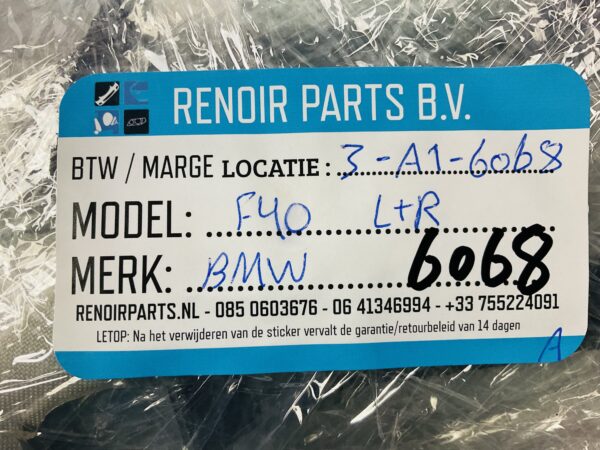 RENOIR PARTS B.V.
BTW / MARGE LOCATIE : 3-A1-6068
MODEL: F40 L+R
MERK: BMW 6068
RENOIRPARTS.NL - 085 0603676 - 06 41346994 - +33 755224091
LETOP: Na het verwijderen van de sticker vervalt de garantie/retourbeleid van 14 dagen
A